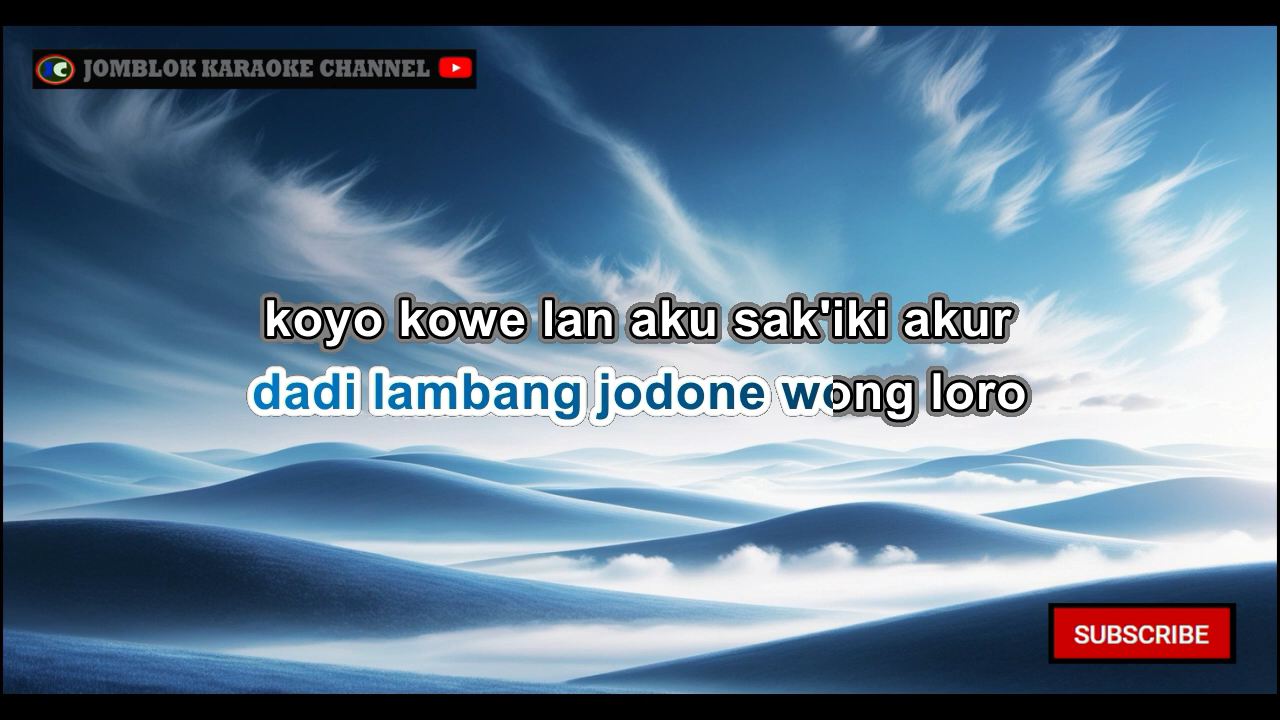 JOMBLOK KARAOKE CHANNEL
koyo kowe lan aku sak'iki akur
dadi lambang jodone wong loro
SUBSCRIBE